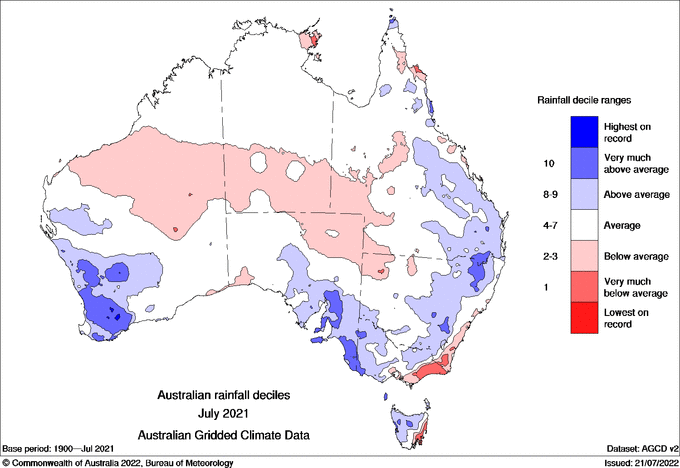 Rainfall decile ranges
Highest on
record
10
Very much
above average
8-9
Above average
4-7
Average
2-3
Below average
1
Very much
below average
Lowest on
record
Australian rainfall deciles
July 2021
Australian Gridded Climate Data
Base period: 1900—Jul 2021
Dataset: AGCD v2
© Commonwealth of Australia 2022, Bureau of Meteorology
Issued: 21/07/2022